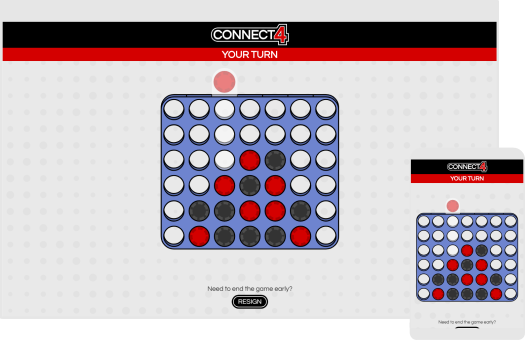 CONNECT4
YOUR TURN
Need to end the game early?
RESIGN
CONNECT4
YOUR TURN
Need to end the game early?